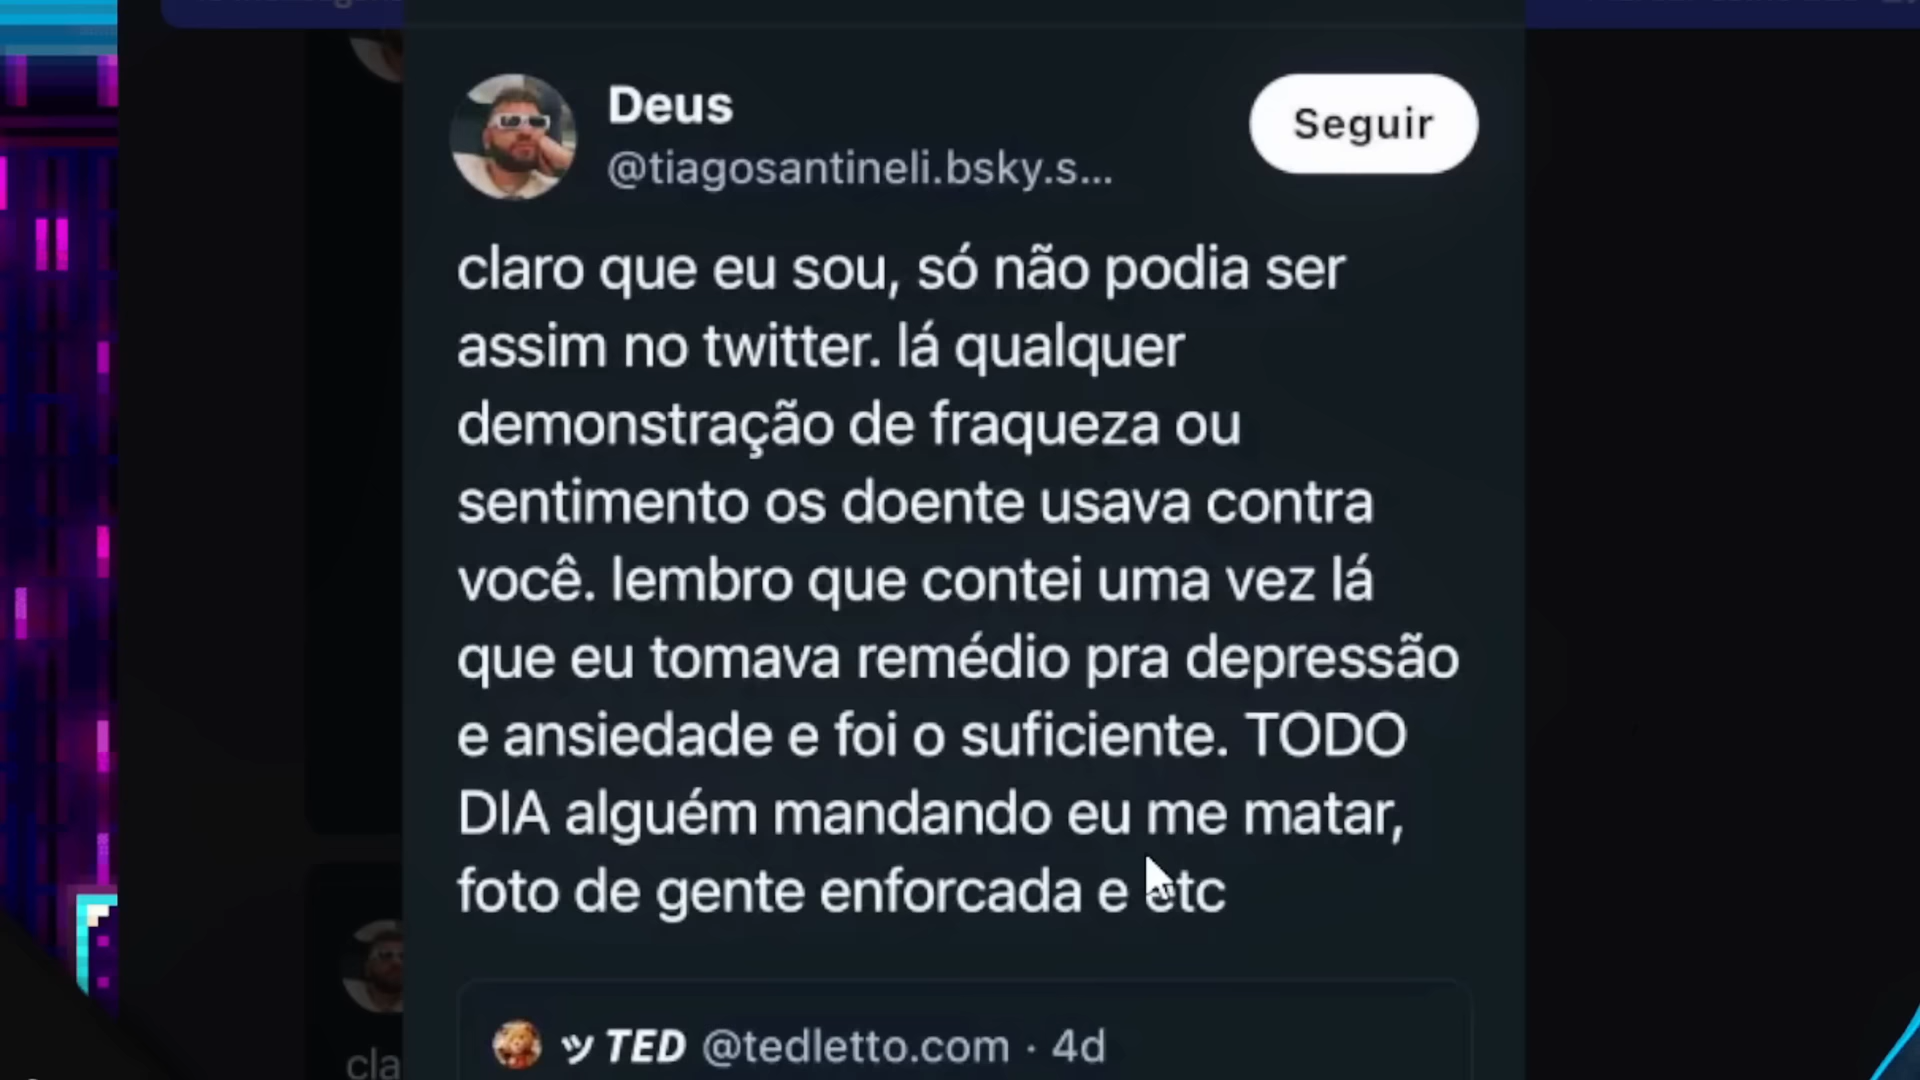 Deus
Seguir
@tiagosantineli.bsky.s...
claro que eu sou, só não podia ser
assim no twitter. lá qualquer
demonstração de fraqueza ou
sentimento os doente usava contra
você. lembro que contei uma vez lá
que eu tomava remédio pra depressão
e ansiedade e foi o suficiente. TODO
DIA alguém mandando eu me matar,
foto de gente enforcada e etc
ツ TED @tedletto.com · 4d
cla